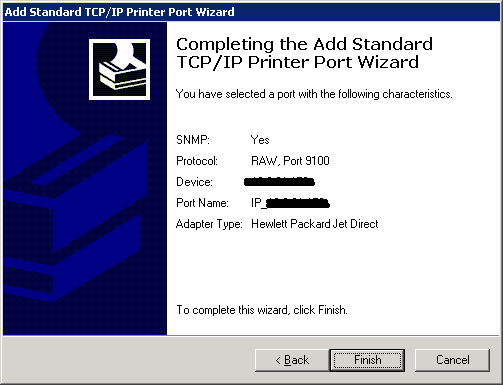 Add Standard TCP/IP Printer Port Wizard
Completing the Add Standard
TCP/IP Printer Port Wizard
You have selected a port with the following characteristics.
SNMP: Yes
Protocol: RAW, Port 9100
Device:
Port Name: IP_
Adapter Type: Hewlett Packard Jet Direct
To complete this wizard, click Finish.
< Back Finish Cancel